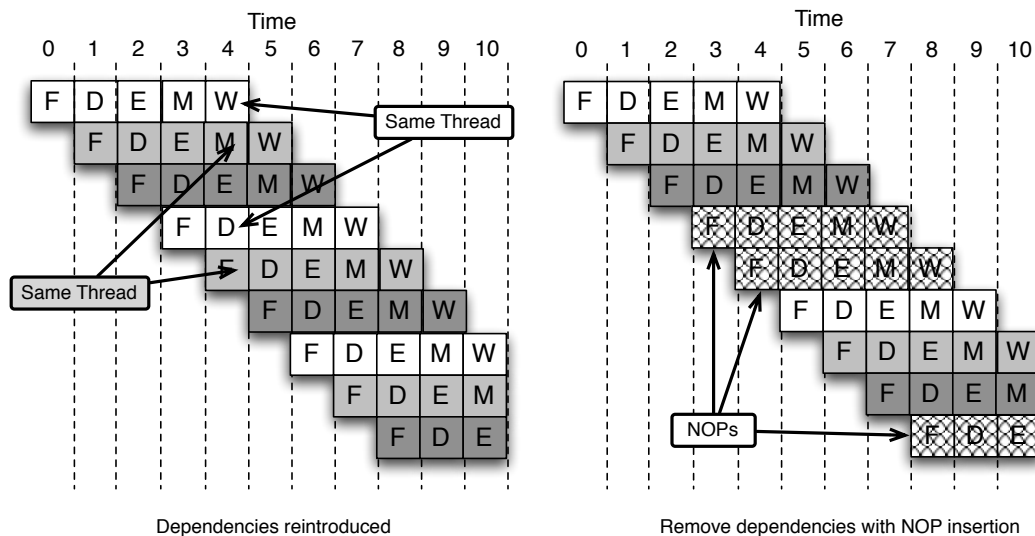 Time
0 1 2 3 4 5 6 7 8 9 10
F D E M W
F D E M W
F D E M W
F D E M W
F D E M W
F D E M W
F D E M W
F D E M
F D E
Same Thread
Same Thread
Dependencies reintroduced
Time
0 1 2 3 4 5 6 7 8 9 10
F D E M W
F D E M W
F D E M W
F D E M W
F D E M W
F D E M W
F D E M W
F D E M
F D E
NOPs
Remove dependencies with NOP insertion